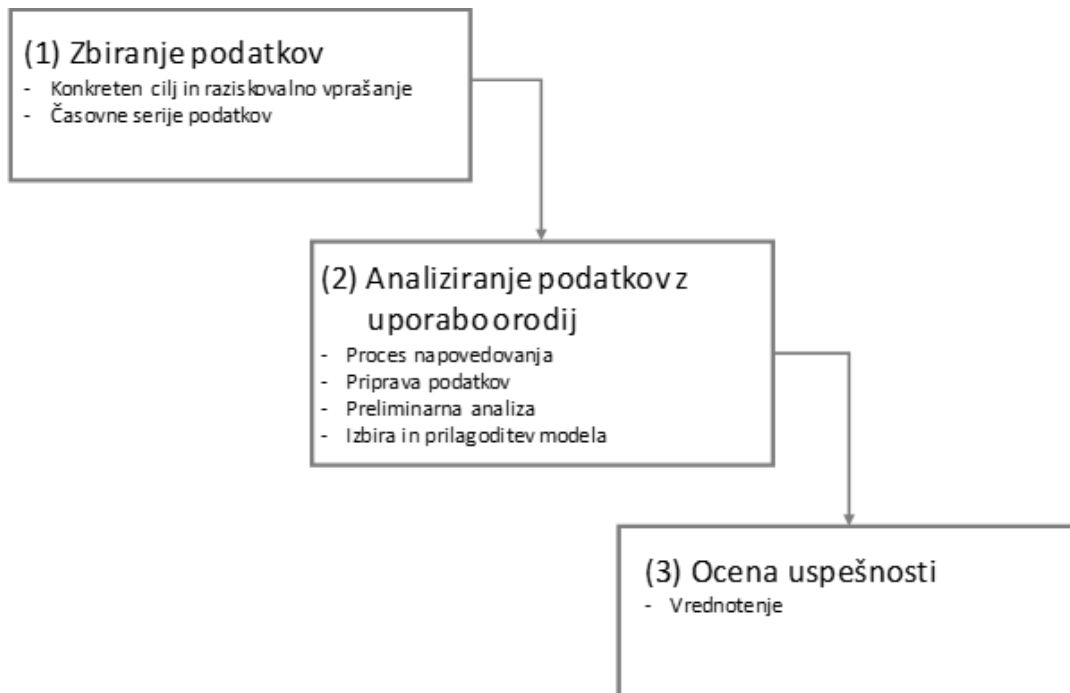 (1) Zbiranje podatkov
- Konkreten cilj in raziskovalno vprašanje
- Časovne serije podatkov
(2) Analiziranje podatkov z
uporabo orodij
- Proces napovedovanja
- Priprava podatkov
- Preliminarna analiza
- Izbira in prilagoditev modela
(3) Ocena uspešnosti
- Vrednotenje